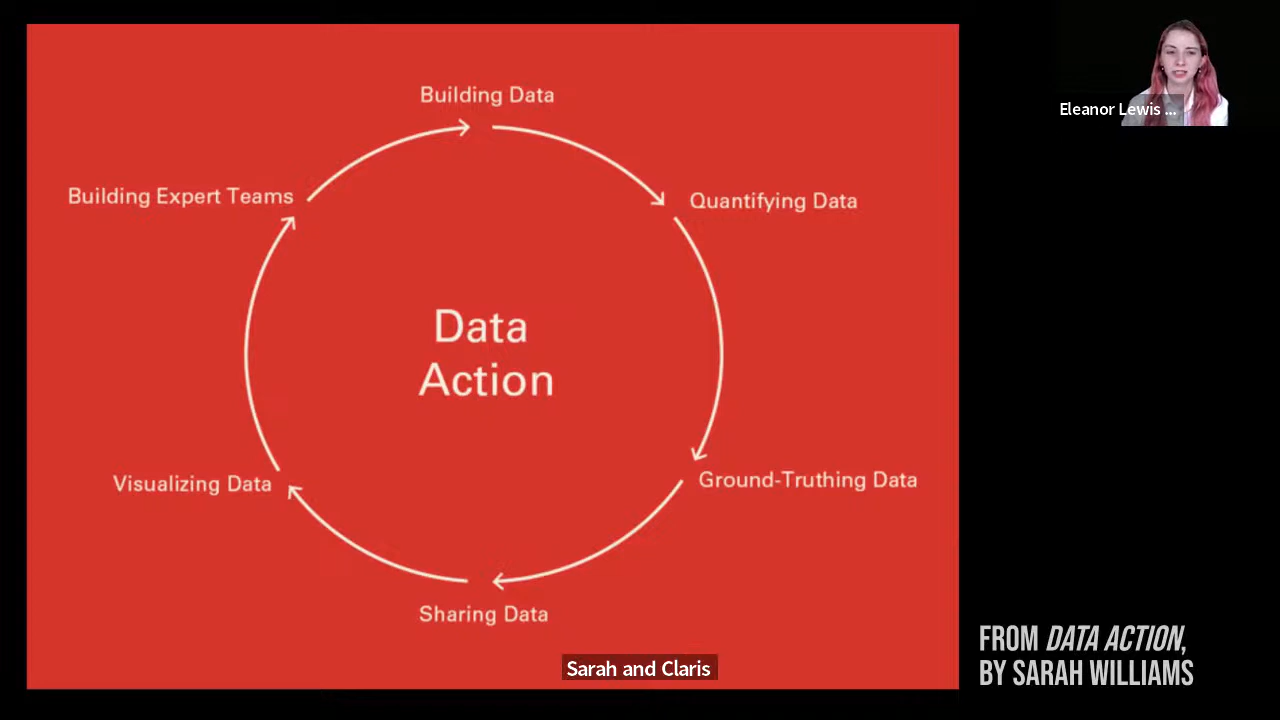 Building Data
Eleanor Lewis ...
Building Expert Teams
Quantifying Data
Data
Action
Visualizing Data
Ground-Truthing Data
Sharing Data
Sarah and Claris
FROM DATA ACTION,
BY SARAH WILLIAMS